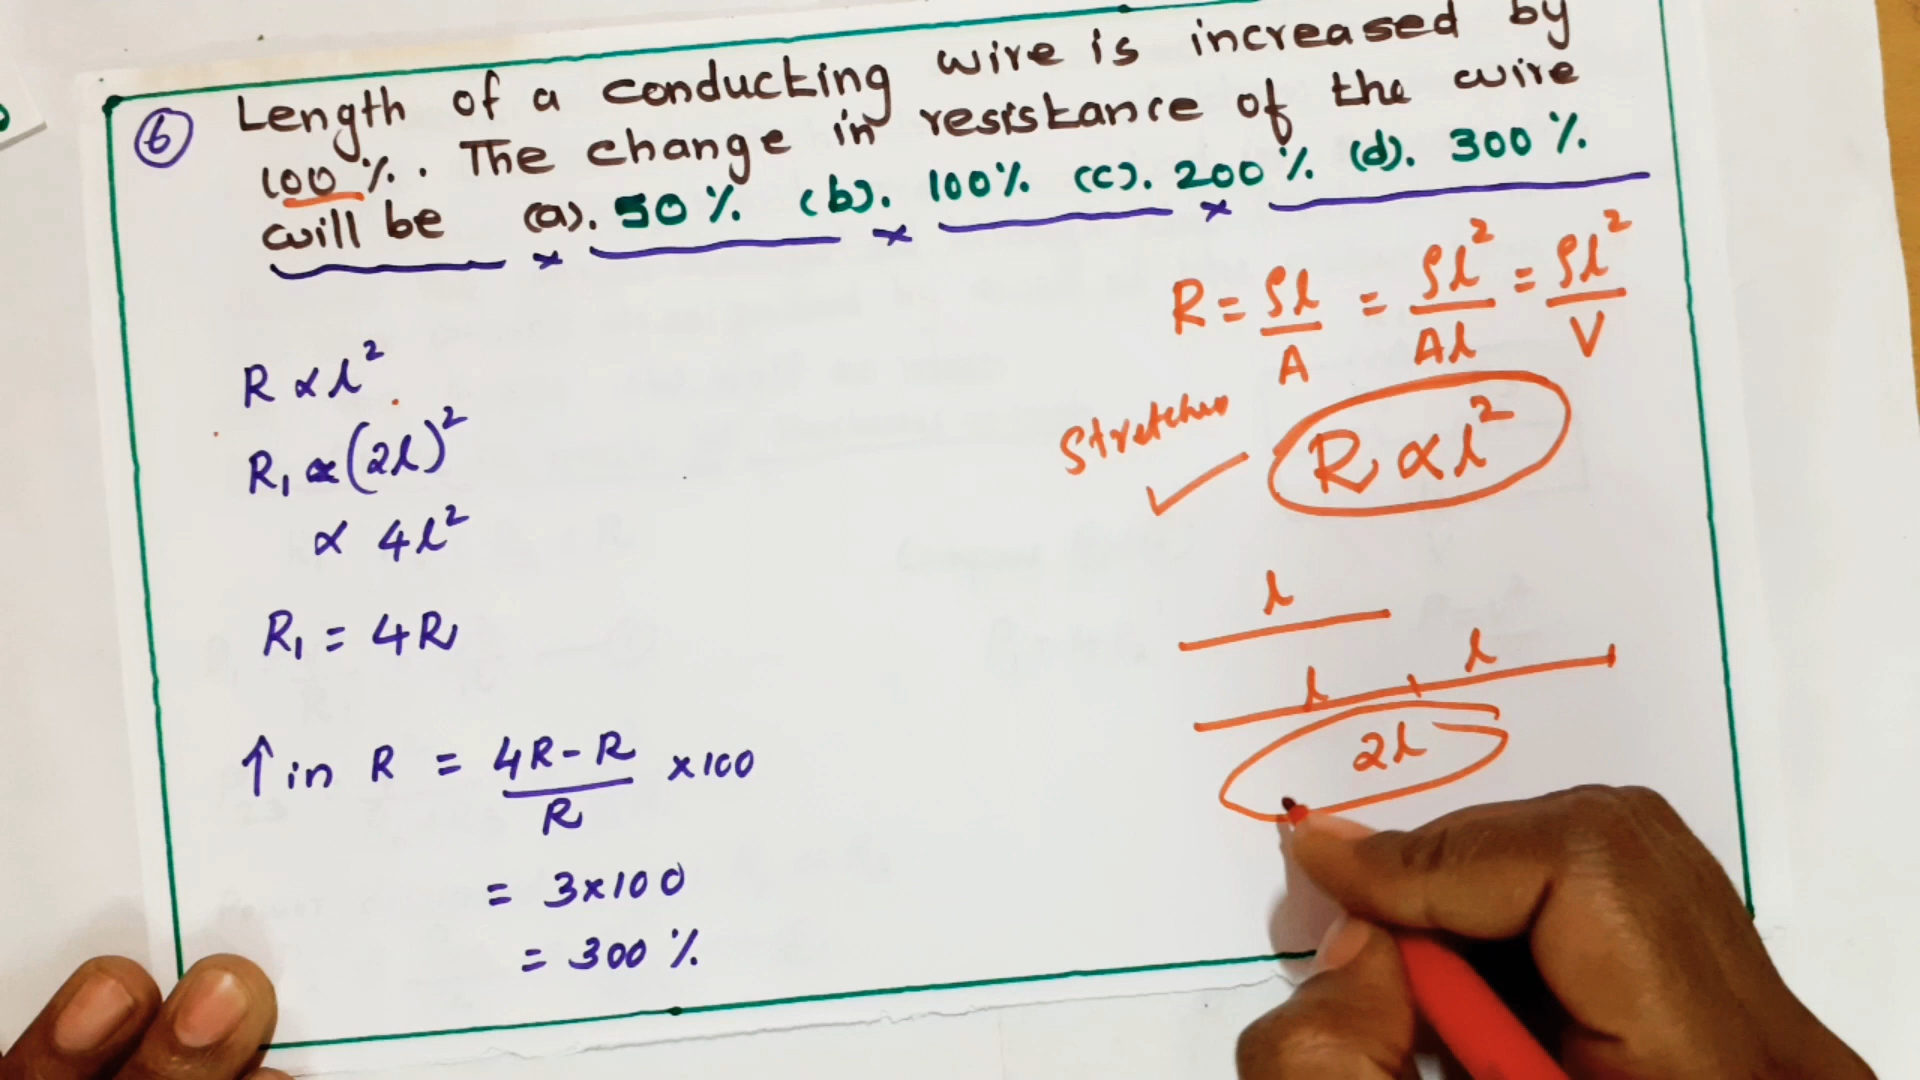 6 Length of a conducting wire is increased by
100 %. The change in resistance of the wire
will be (a). 50 % (b). 100% (c). 200 % (d). 300 %.
R = ρl/A = ρl²/Al = ρl²/V
R ∝ l²
R₁ ∝ (2l)²
∝ 4l²
R₁ = 4R
↑ in R = (4R - R)/R × 100
= 3×100
= 300 %
R ∝ l²
l
l l
2l